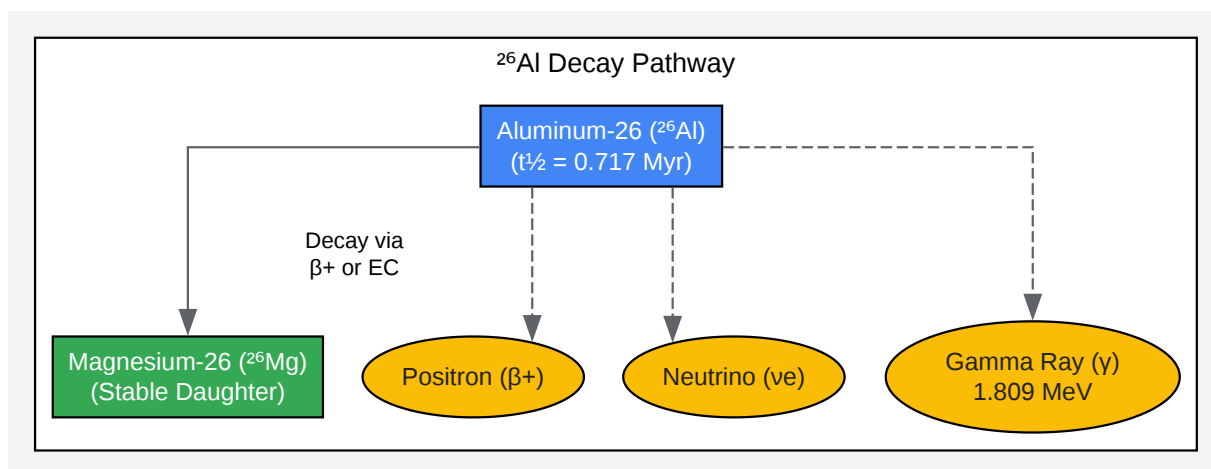 ²⁶Al Decay Pathway
Aluminum-26 (²⁶Al)
(t½ = 0.717 Myr)
Decay via
β+ or EC
Magnesium-26 (²⁶Mg)
(Stable Daughter)
Positron (β+)
Neutrino (νe)
Gamma Ray (γ)
1.809 MeV